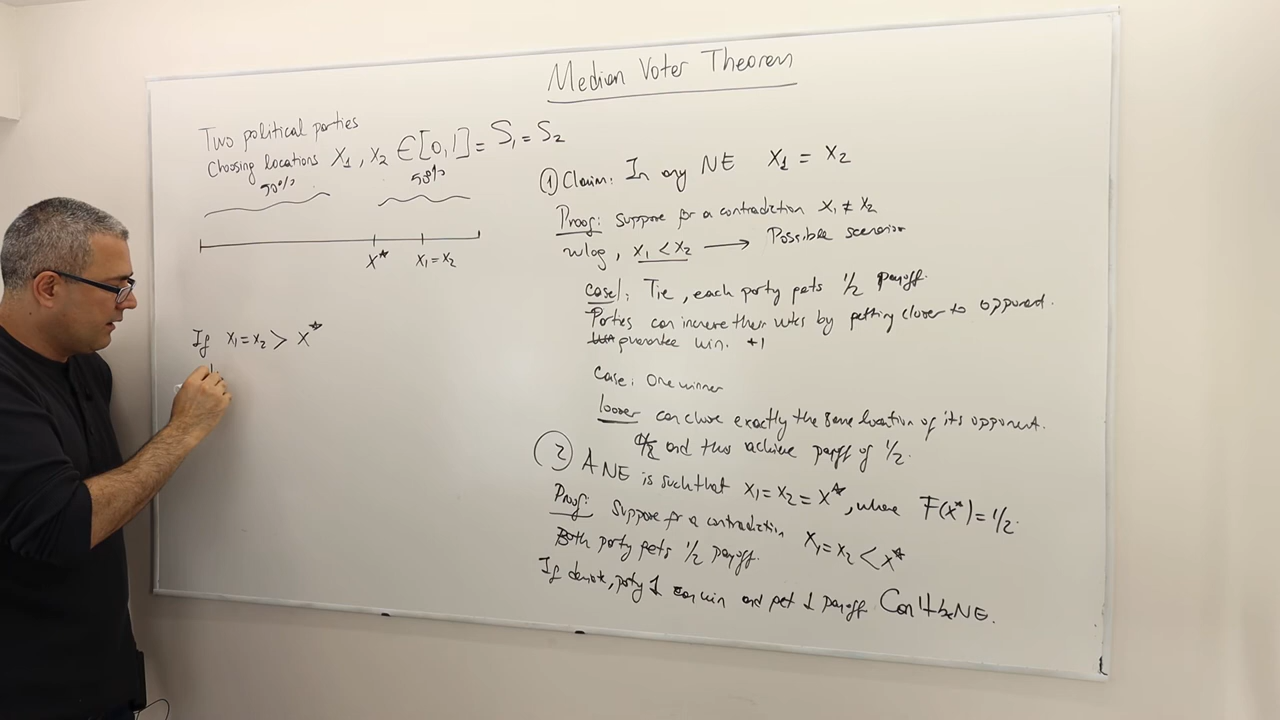 Median Voter Theorem
Two political parties
Choosing locations X₁, X₂ ∈ [0,1] = S₁ = S₂
50% 50%
X* X₁ = X₂
If X₁ = X₂ > X*
① Claim: In any NE X₁ = X₂
Proof: Suppose for a contradiction X₁ ≠ X₂
wlog, X₁ < X₂ → Possible scenarios
case1: Tie, each party gets 1/2 payoff.
Parties can increase their votes by getting closer to opponent.
guarantee win. +1
Case: One winner
looser can chose exactly the same location of its opponent.
and thus achieve payoff of 1/2.
② A NE is such that X₁ = X₂ = X*, where F(X*) = 1/2.
Proof: Suppose for a contradiction X₁ = X₂ < X*
Both party gets 1/2 payoff.
If deviate, party 1 can win and get 1 payoff Can't be NE.